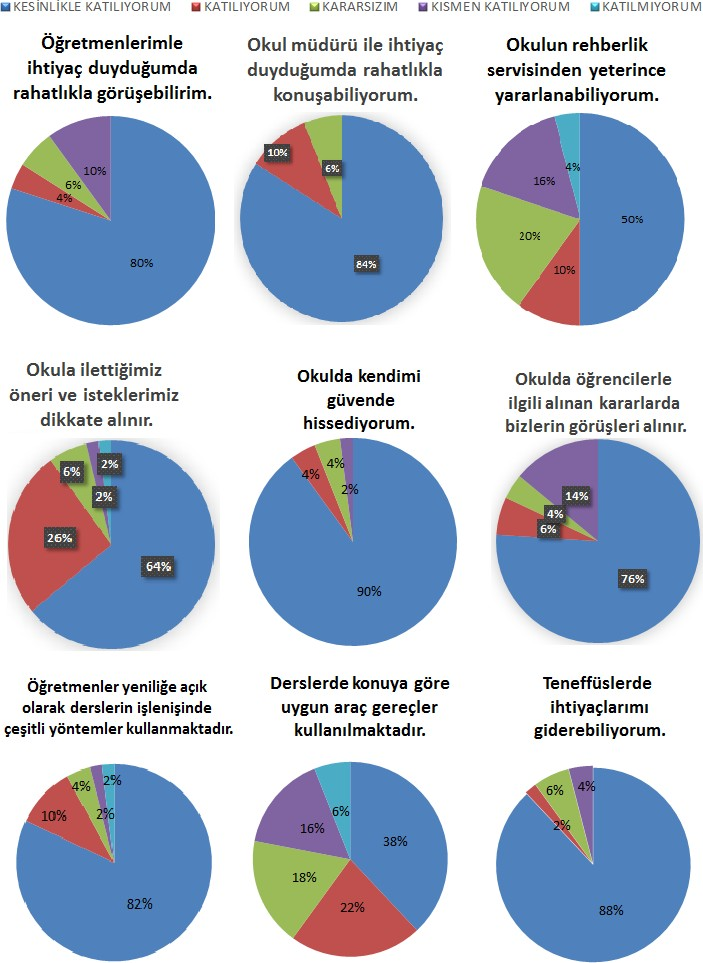 KESİNLİKLE KATILIYORUM KATILIYORUM KARARSIZIM KISMEN KATILIYORUM KATILMIYORUM
Öğretmenlerimle
ihtiyaç duyduğumda
rahatlıkla görüşebilirim.
10%
6%
4%
80%
Okul müdürü ile ihtiyaç
duyduğumda rahatlıkla
konuşabiliyorum.
10%
6%
84%
Okulun rehberlik
servisinden yeterince
yararlanabiliyorum.
4%
16%
50%
20%
10%
Okula ilettiğimiz
öneri ve isteklerimiz
dikkate alınır.
2%
6%
2%
26%
64%
Okulda kendimi
güvende
hissediyorum.
4%
4%
2%
90%
Okulda öğrencilerle
ilgili alınan kararlarda
bizlerin görüşleri alınır.
14%
4%
6%
76%
Öğretmenler yeniliğe açık
olarak derslerin işlenişinde
çeşitli yöntemler kullanmaktadır.
2%
4%
2%
10%
82%
Derslerde konuya göre
uygun araç gereçler
kullanılmaktadır.
6%
16%
38%
18%
22%
Teneffüslerde
ihtiyaçlarımı
giderebiliyorum.
4%
6%
2%
88%